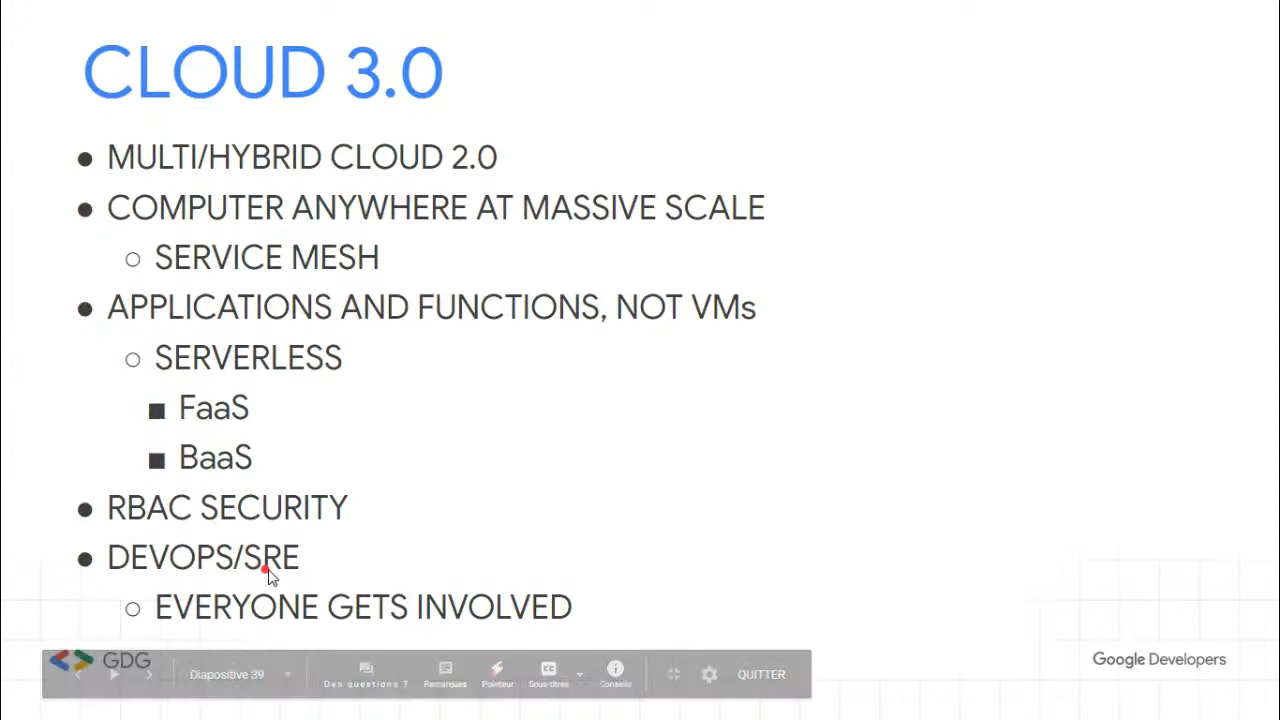 CLOUD 3.0
● MULTI/HYBRID CLOUD 2.0
● COMPUTER ANYWHERE AT MASSIVE SCALE
○ SERVICE MESH
● APPLICATIONS AND FUNCTIONS, NOT VMs
○ SERVERLESS
■ FaaS
■ BaaS
● RBAC SECURITY
● DEVOPS/SRE
○ EVERYONE GETS INVOLVED
GDG
Google Developers
Diapositive 39
Des questions ?
Remarques
Pointeur
CC
Sous-titres
Conseils
QUITTER